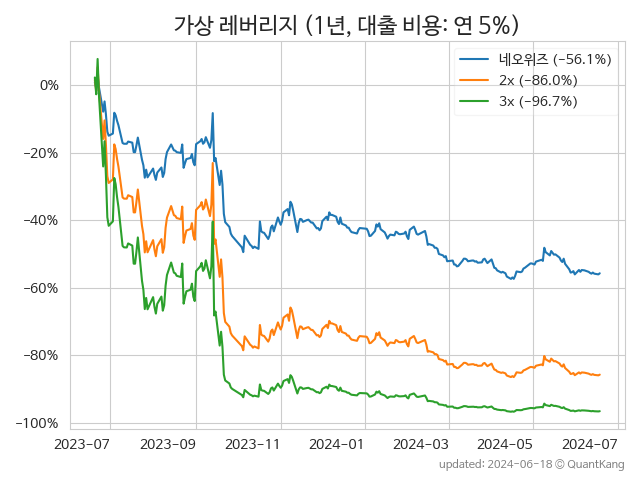 가상 레버리지 (1년, 대출 비용: 연 5%)
네오위즈 (−56.1%)
2x (−86.0%)
3x (−96.7%)
0%
−20%
−40%
−60%
−80%
−100%
2023-07 2023-09 2023-11 2024-01 2024-03 2024-05 2024-07
updated: 2024-06-18 © QuantKang